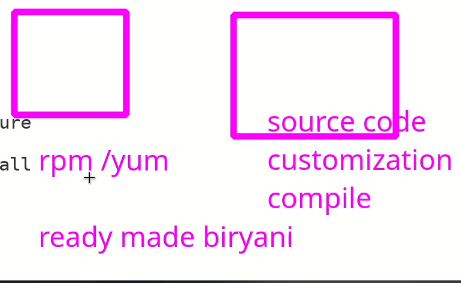 source code
ure
rpm /yum
customization
all
compile
ready made biryani